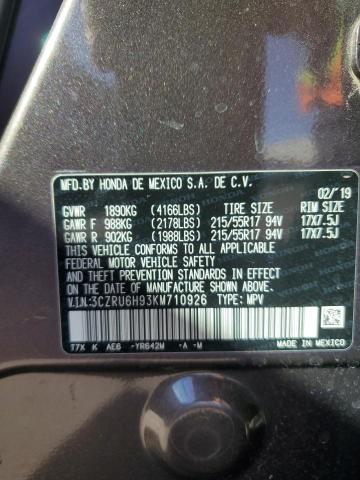 MFD.BY HONDA DE MEXICO S.A. DE C.V.
02/'19
GVWR 1890KG (4166LBS) TIRE SIZE RIM SIZE
GAWR F 988KG (2178LBS) 215/55R17 94V 17X7.5J
GAWR R 902KG (1988LBS) 215/55R17 94V 17X7.5J
THIS VEHICLE CONFORMS TO ALL APPLICABLE
FEDERAL MOTOR VEHICLE SAFETY
AND THEFT PREVENTION STANDARDS IN EFFECT
ON THE DATE OF MANUFACTURE SHOWN ABOVE.
V.I.N:3CZRU6H93KM710926 TYPE: MPV
T7X K AE6 -YR642M -A -M
MADE IN MEXICO